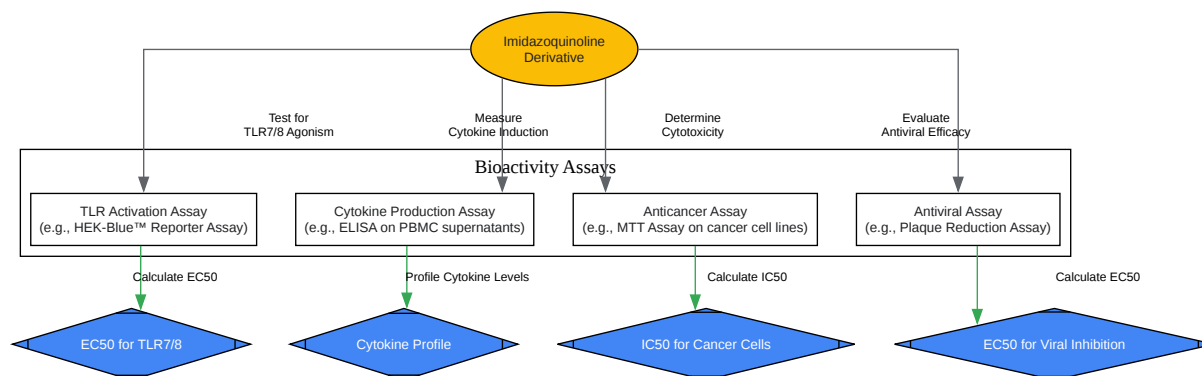 Imidazoquinoline
Derivative
Test for
TLR7/8 Agonism
Measure
Cytokine Induction
Determine
Cytotoxicity
Evaluate
Antiviral Efficacy
Bioactivity Assays
TLR Activation Assay
(e.g., HEK-Blue™ Reporter Assay)
Cytokine Production Assay
(e.g., ELISA on PBMC supernatants)
Anticancer Assay
(e.g., MTT Assay on cancer cell lines)
Antiviral Assay
(e.g., Plaque Reduction Assay)
Calculate EC50
Profile Cytokine Levels
Calculate IC50
Calculate EC50
EC50 for TLR7/8
Cytokine Profile
IC50 for Cancer Cells
EC50 for Viral Inhibition